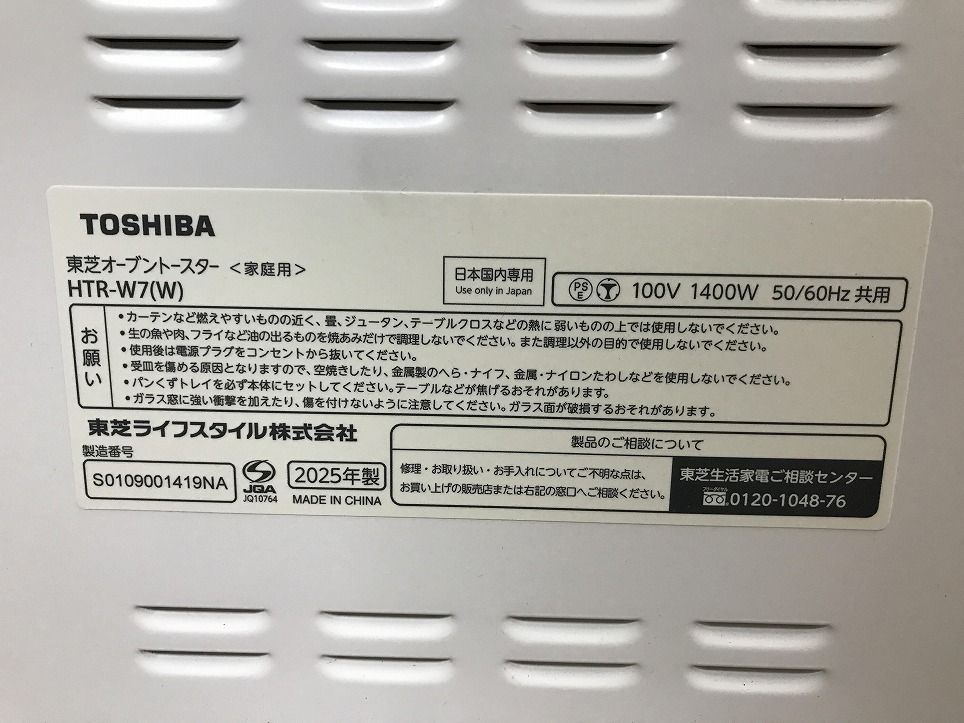 TOSHIBA
東芝オーブントースター <家庭用>
HTR-W7(W)
日本国内専用
Use only in Japan
PS
E
100V 1400W 50/60Hz 共用
お願い
・カーテンなど燃えやすいものの近く、畳、ジュータン、テーブルクロスなどの熱に弱いものの上では使用しないでください。
・生の魚や肉、フライなど油の出るものを焼あみだけで調理しないでください。また調理以外の目的で使用しないでください。
・使用後は電源プラグをコンセントから抜いてください。
・受皿を傷める原因となりますので、空焼きしたり、金属製のへら・ナイフ、金属・ナイロンたわしなどを使用しないでください。
・パンくずトレイを必ず本体にセットしてください。テーブルなどが焦げるおそれがあります。
・ガラス窓に強い衝撃を加えたり、傷を付けないように注意してください。ガラス面が破損するおそれがあります。
東芝ライフスタイル株式会社
製造番号
S0109001419NA
JQA
JQ10764
2025年製
MADE IN CHINA
製品のご相談について
修理・お取り扱い・お手入れについてご不明な点は、
お買い上げの販売店または右記の窓口へご相談ください。
東芝生活家電ご相談センター
フリーダイヤル
0120-1048-76